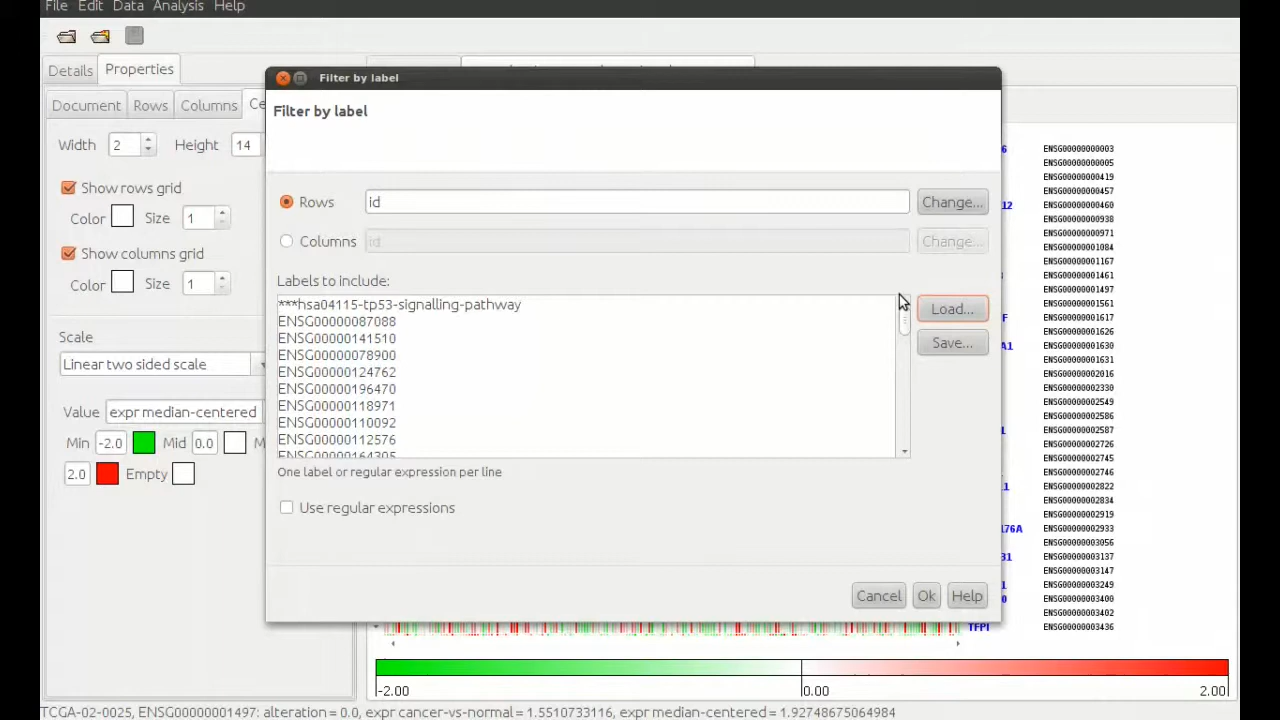 File Edit Data Analysis Help
Details Properties
Filter by label
Document Rows Columns
Filter by label
Width 2 Height 14
Show rows grid
Color Size 1
Show columns grid
Color Size 1
Scale
Linear two sided scale
Value expr median-centered
Min -2.0 Mid 0.0
2.0 Empty
Rows id Change...
Columns id Change...
Labels to include:
***hsa04115-tp53-signalling-pathway
ENSG00000087088
ENSG00000141510
ENSG00000078900
ENSG00000124762
ENSG00000196470
ENSG00000118971
ENSG00000110092
ENSG00000112576
ENSG00000164305
Load...
Save...
One label or regular expression per line
Use regular expressions
Cancel Ok Help
ENSG00000000003
ENSG00000000005
ENSG00000000419
ENSG00000000457
ENSG00000000460
ENSG00000000938
ENSG00000000971
ENSG00000001084
ENSG00000001167
ENSG00000001461
ENSG00000001497
ENSG00000001561
ENSG00000001617
ENSG00000001626
ENSG00000001630
ENSG00000001631
ENSG00000002016
ENSG00000002330
ENSG00000002549
ENSG00000002586
ENSG00000002587
ENSG00000002726
ENSG00000002745
ENSG00000002746
ENSG00000002822
ENSG00000002834
ENSG00000002919
ENSG00000002933
ENSG00000003056
ENSG00000003137
ENSG00000003147
ENSG00000003249
ENSG00000003400
ENSG00000003402
TFPI ENSG00000003436
-2.00 0.00 2.00
TCGA-02-0025, ENSG00000001497: alteration = 0.0, expr cancer-vs-normal = 1.5510733116, expr median-centered = 1.92748675064984